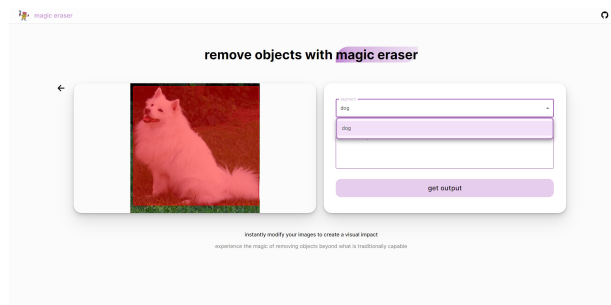 magic eraser
remove objects with magic eraser
dog
dog
get output
instantly modify your images to create a visual impact
experience the magic of removing objects beyond what is traditionally capable